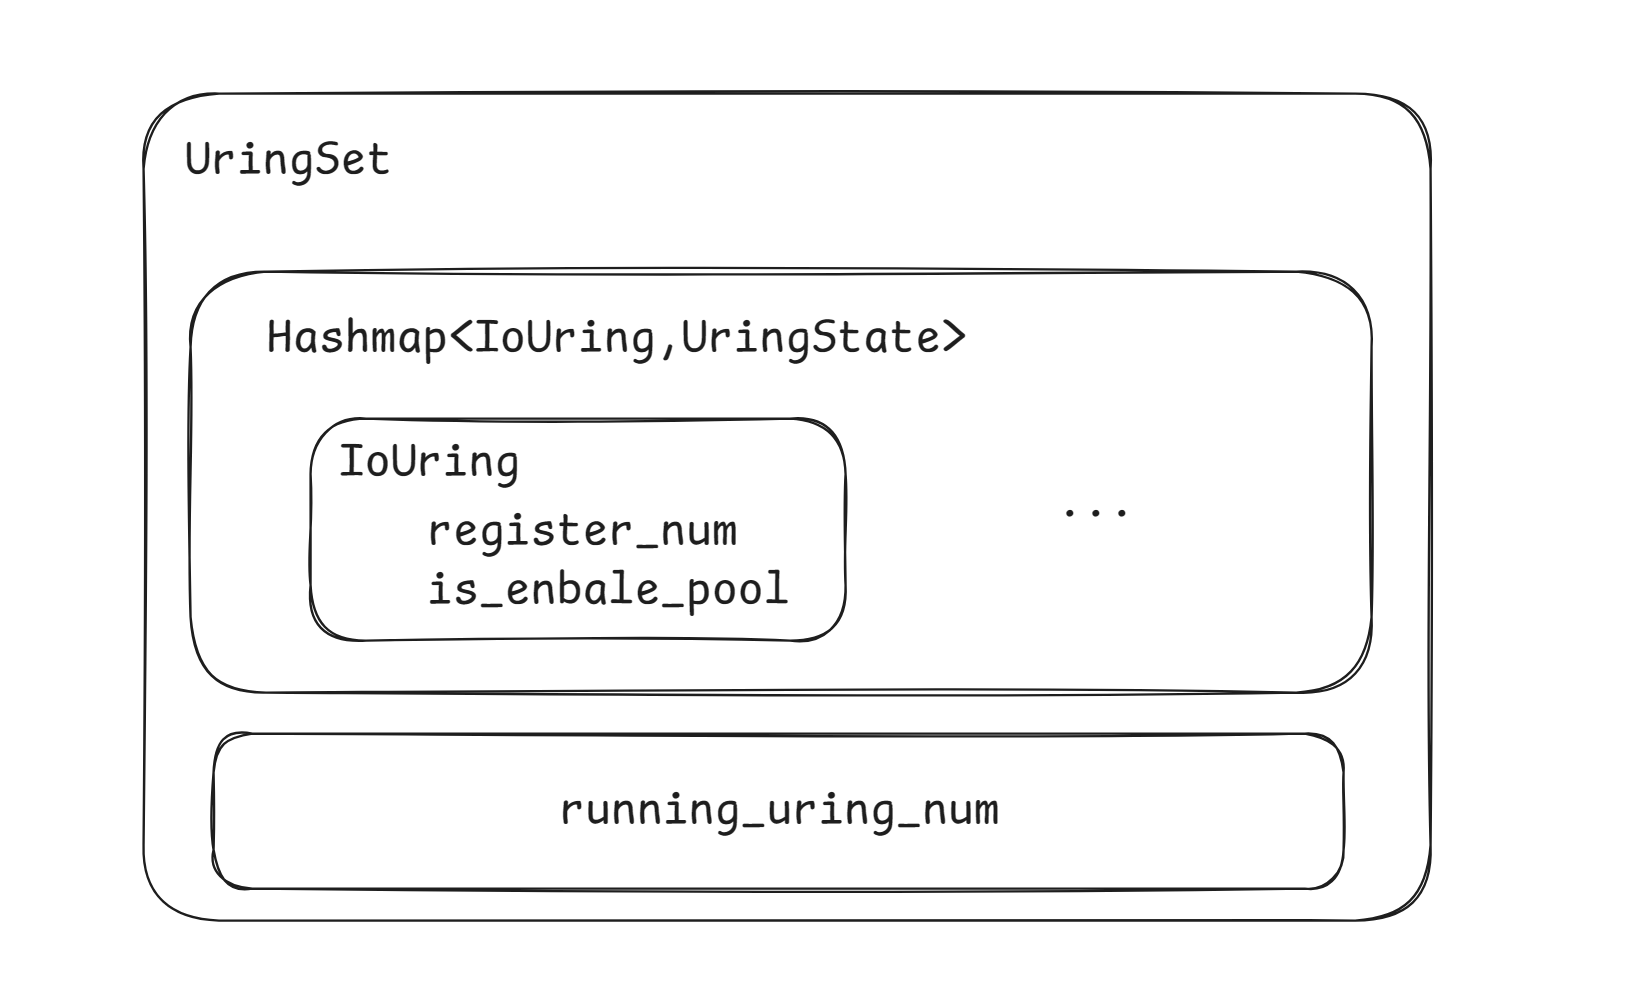 UringSet
Hashmap<IoUring,UringState>
IoUring
register_num
is_enbale_pool
...
running_uring_num